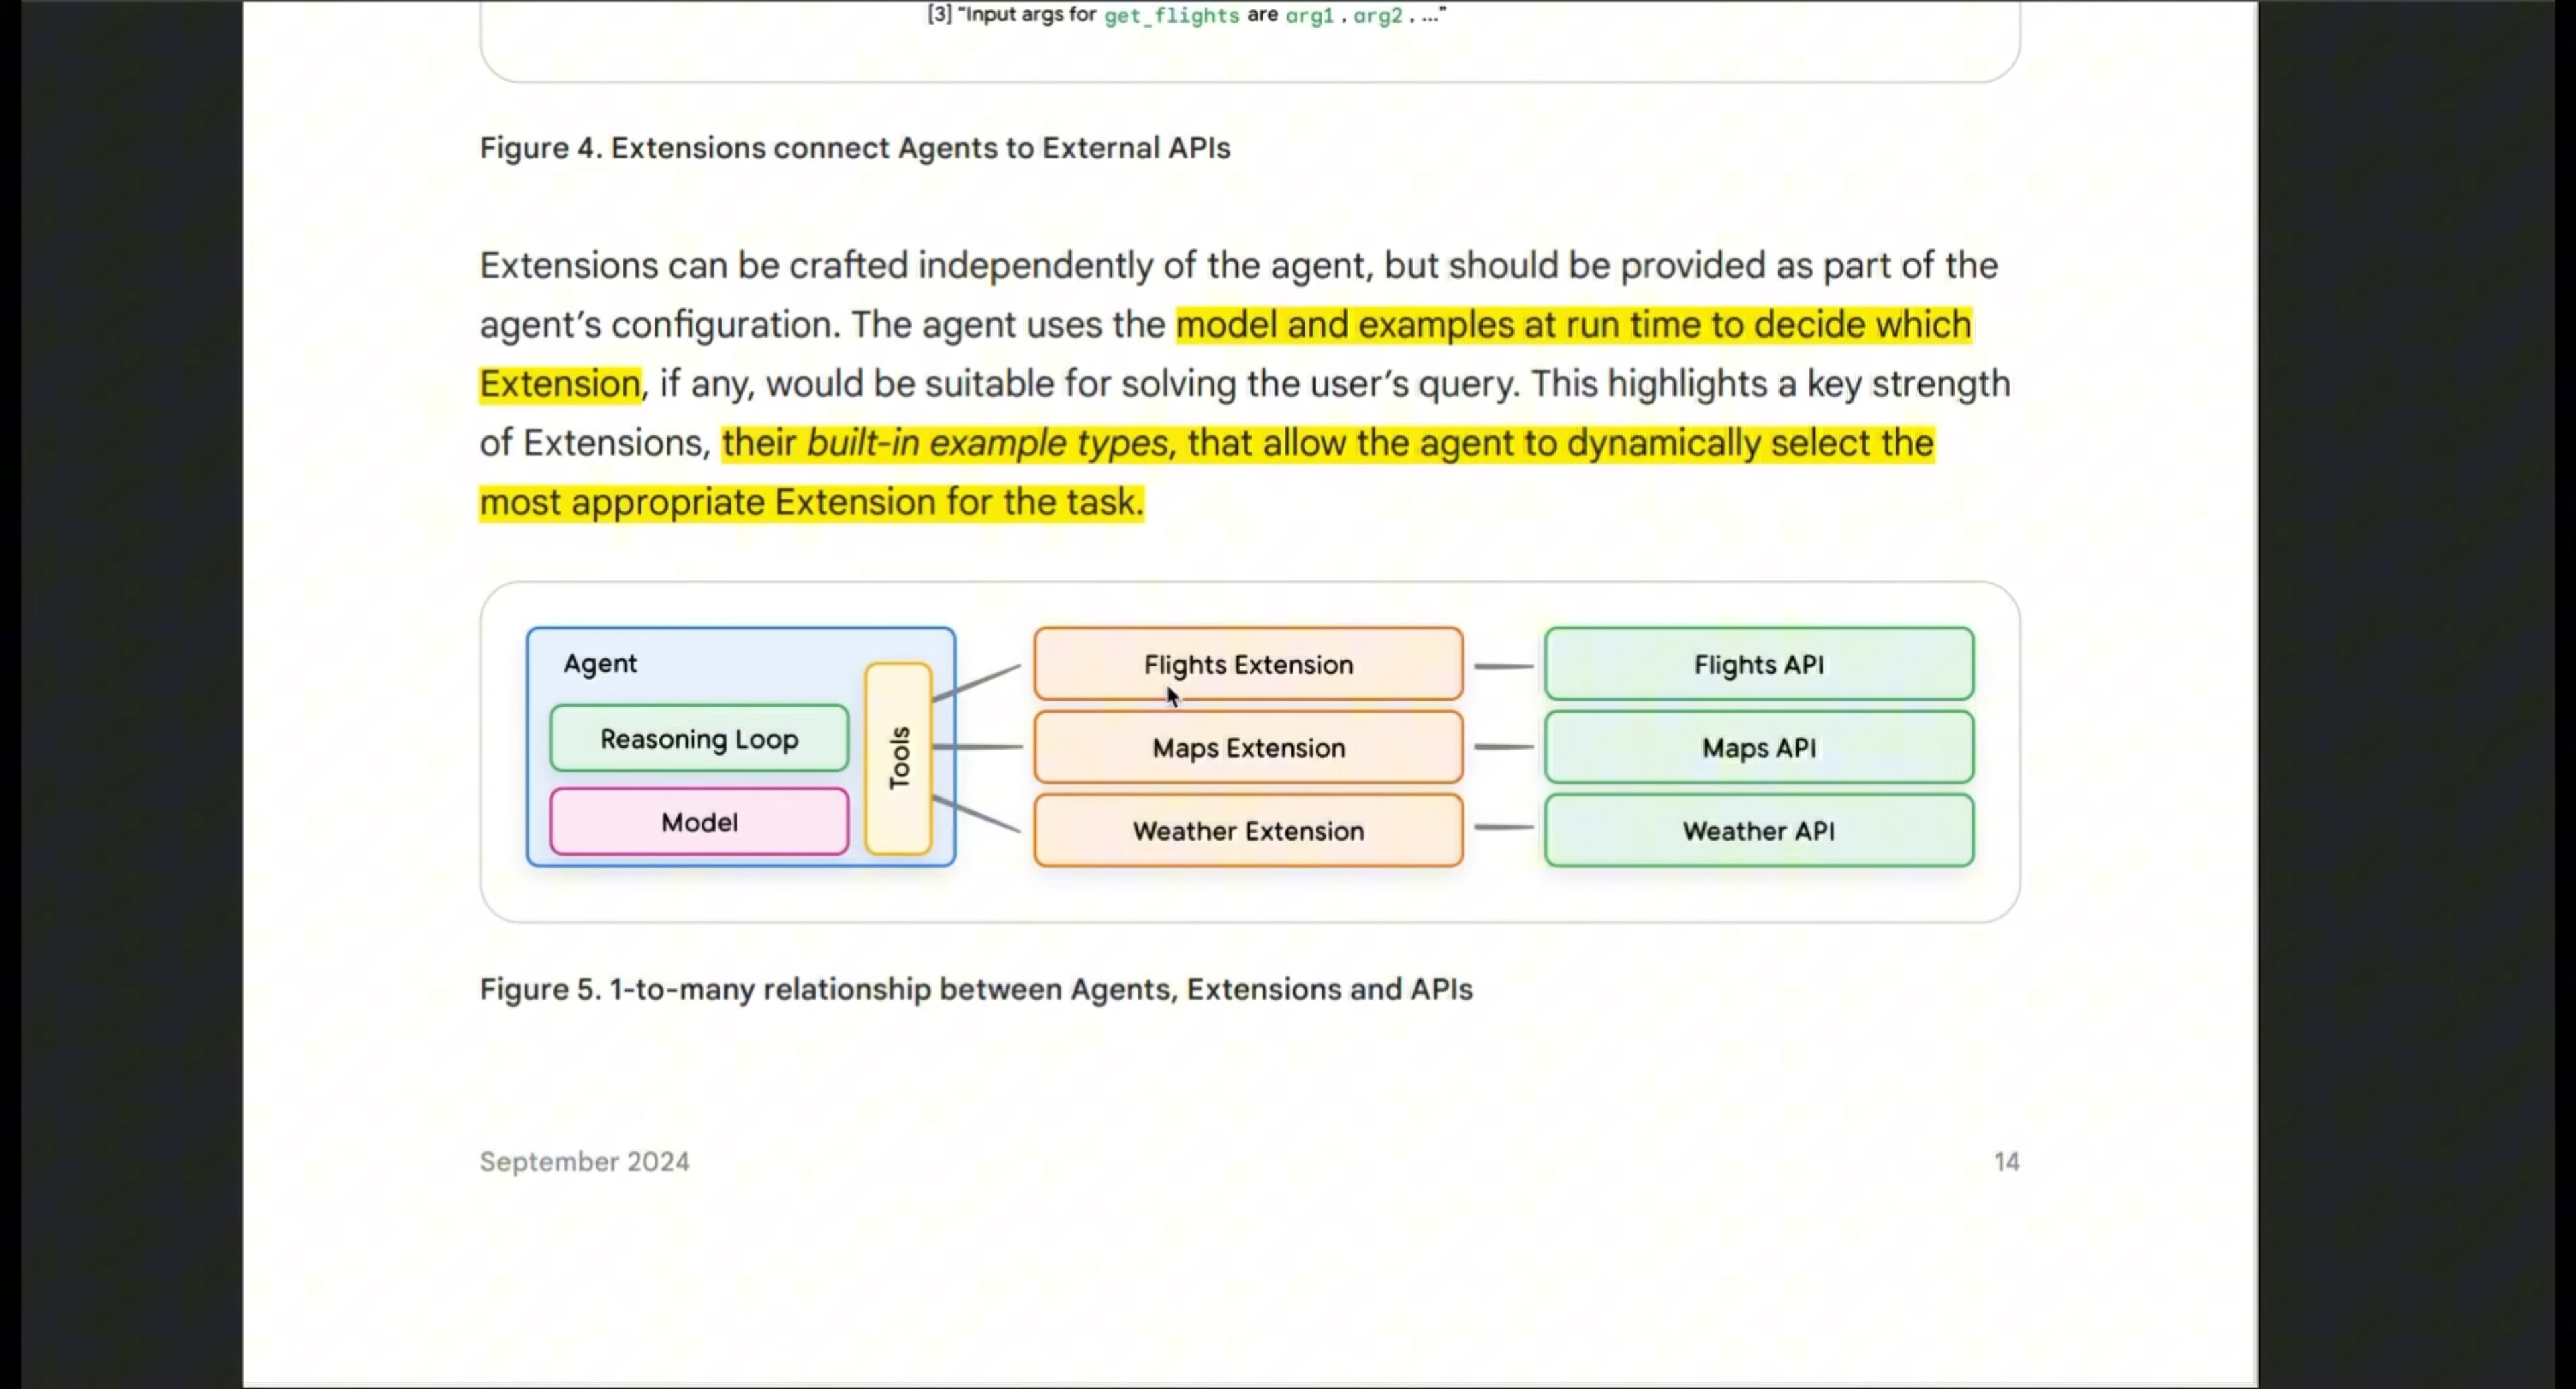 [3] “Input args for get_flights are arg1, arg2, ...”
Figure 4. Extensions connect Agents to External APIs
Extensions can be crafted independently of the agent, but should be provided as part of the
agent’s configuration. The agent uses the model and examples at run time to decide which
Extension, if any, would be suitable for solving the user’s query. This highlights a key strength
of Extensions, their built-in example types, that allow the agent to dynamically select the
most appropriate Extension for the task.
Agent
Reasoning Loop
Model
Tools
Flights Extension
Maps Extension
Weather Extension
Flights API
Maps API
Weather API
Figure 5. 1-to-many relationship between Agents, Extensions and APIs
September 2024
14